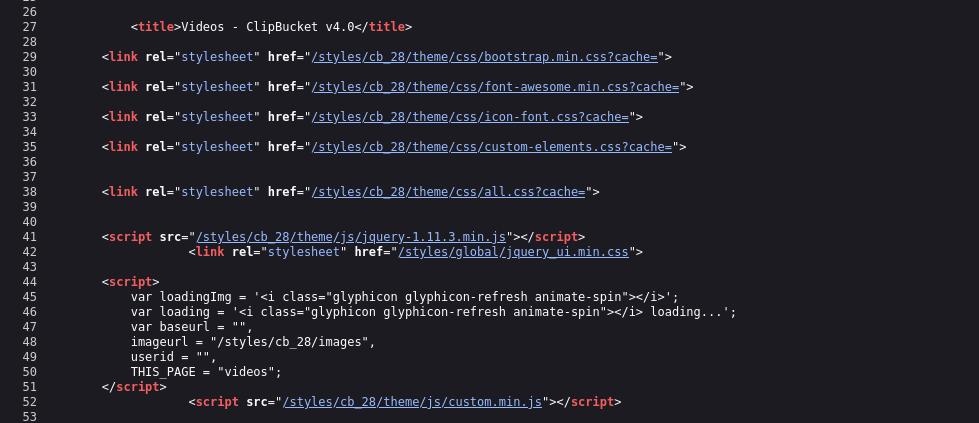 26
27 <title>Videos - ClipBucket v4.0</title>
28
29 <link rel="stylesheet" href="/styles/cb_28/theme/css/bootstrap.min.css?cache=">
30
31 <link rel="stylesheet" href="/styles/cb_28/theme/css/font-awesome.min.css?cache=">
32
33 <link rel="stylesheet" href="/styles/cb_28/theme/css/icon-font.css?cache=">
34
35 <link rel="stylesheet" href="/styles/cb_28/theme/css/custom-elements.css?cache=">
36
37
38 <link rel="stylesheet" href="/styles/cb_28/theme/css/all.css?cache=">
39
40
41 <script src="/styles/cb_28/theme/js/jquery-1.11.3.min.js"></script>
42 <link rel="stylesheet" href="/styles/global/jquery_ui.min.css">
43
44 <script>
45 var loadingImg = '<i class="glyphicon glyphicon-refresh animate-spin"></i>';
46 var loading = '<i class="glyphicon glyphicon-refresh animate-spin"></i> loading...';
47 var baseurl = "",
48 imageurl = "/styles/cb_28/images",
49 userid = "",
50 THIS_PAGE = "videos";
51 </script>
52 <script src="/styles/cb_28/theme/js/custom.min.js"></script>
53